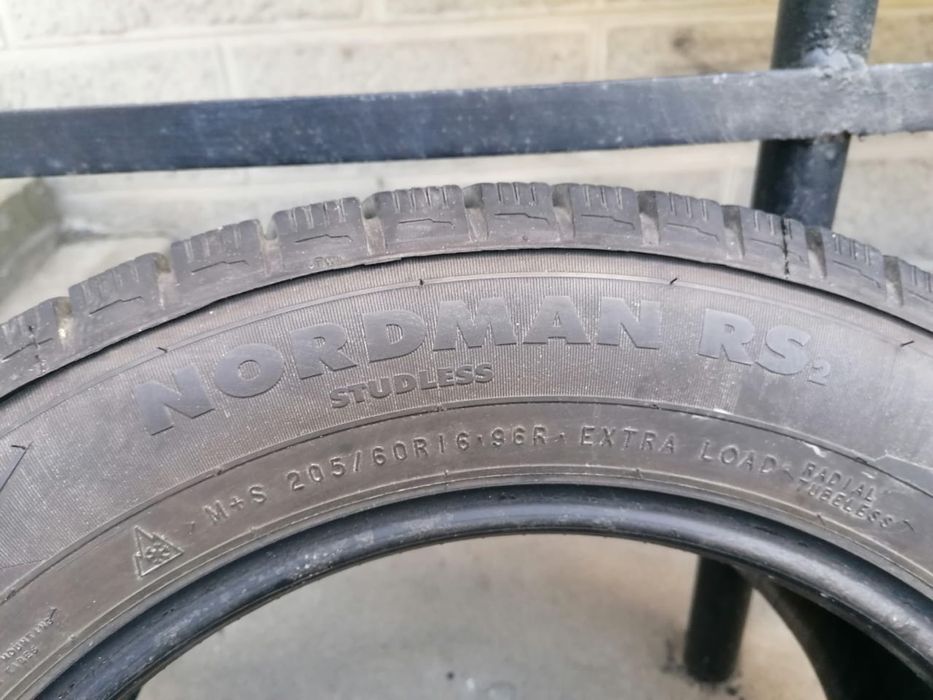 NORDMAN RS2
STUDLESS
M+S 205/60R16 96R EXTRA LOAD RADIAL
TUBELESS